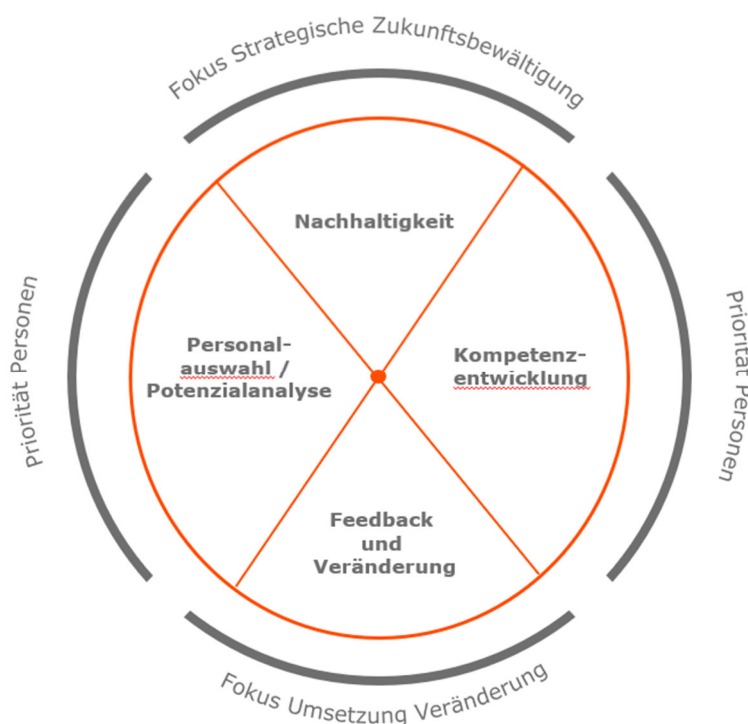 Fokus Strategische Zukunftsbewältigung
Nachhaltigkeit
Priorität Personen
Personal-
auswahl /
Potenzialanalyse
Kompetenz-
entwicklung
Priorität Personen
Feedback
und
Veränderung
Fokus Umsetzung Veränderung